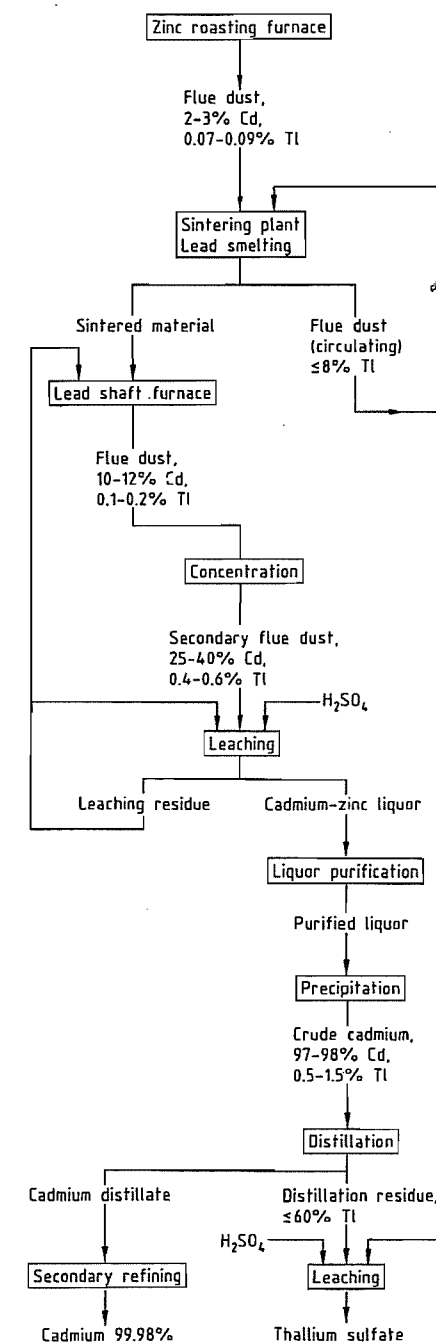 Zinc roasting furnace
Flue dust,
2-3% Cd,
0.07-0.09% Tl
Sintering plant
Lead smelting
Sintered material
Flue dust
(circulating)
≤8% Tl
Lead shaft furnace
Flue dust,
10-12% Cd,
0.1-0.2% Tl
Concentration
Secondary flue dust,
25-40% Cd,
0.4-0.6% Tl
H₂SO₄
Leaching
Leaching residue
Cadmium-zinc liquor
Liquor purification
Purified liquor
Precipitation
Crude cadmium,
97-98% Cd,
0.5-1.5% Tl
Distillation
Cadmium distillate
Distillation residue,
≤60% Tl
H₂SO₄
Secondary refining
Leaching
Cadmium 99.98%
Thallium sulfate